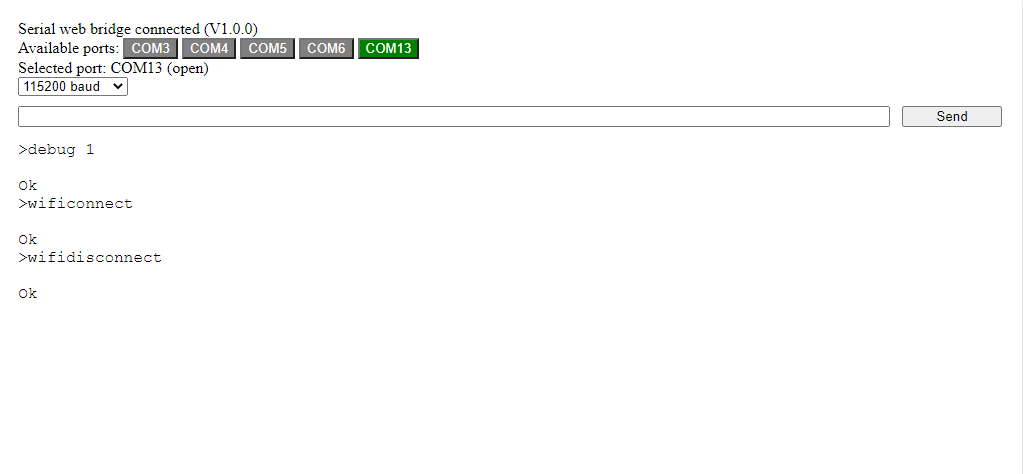 Serial web bridge connected (V1.0.0)
Available ports: COM3 COM4 COM5 COM6 COM13
Selected port: COM13 (open)
115200 baud
Send
>debug 1
Ok
>wificonnect
Ok
>wifidisconnect
Ok